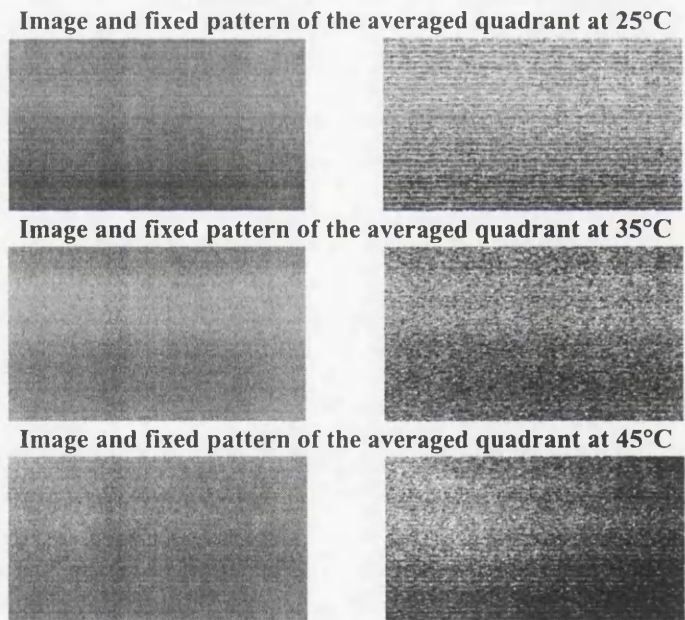 Image and fixed pattern of the averaged quadrant at 25°C
Image and fixed pattern of the averaged quadrant at 35°C
Image and fixed pattern of the averaged quadrant at 45°C